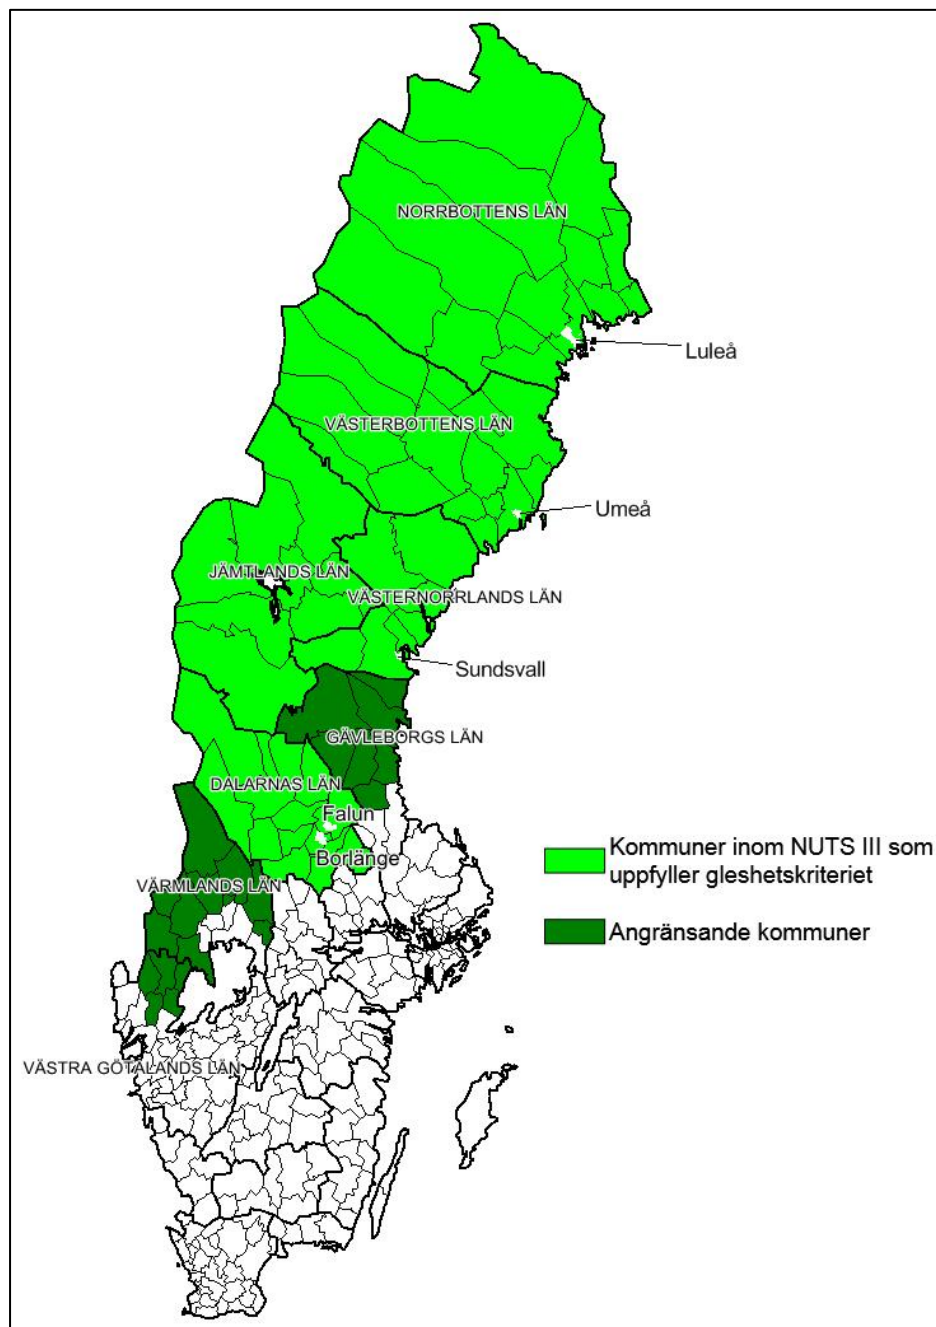 NORRBOTTENS LÄN
Luleå
VÄSTERBOTTENS LÄN
Umeå
JÄMTLANDS LÄN
VÄSTERNORRLANDS LÄN
Sundsvall
GÄVLEBORGS LÄN
DALARNAS LÄN
Falun
Borlänge
Kommuner inom NUTS III som
uppfyller gleshetskriteriet
VÄRMLANDS LÄN
Angränsande kommuner
VÄSTRA GÖTALANDS LÄN